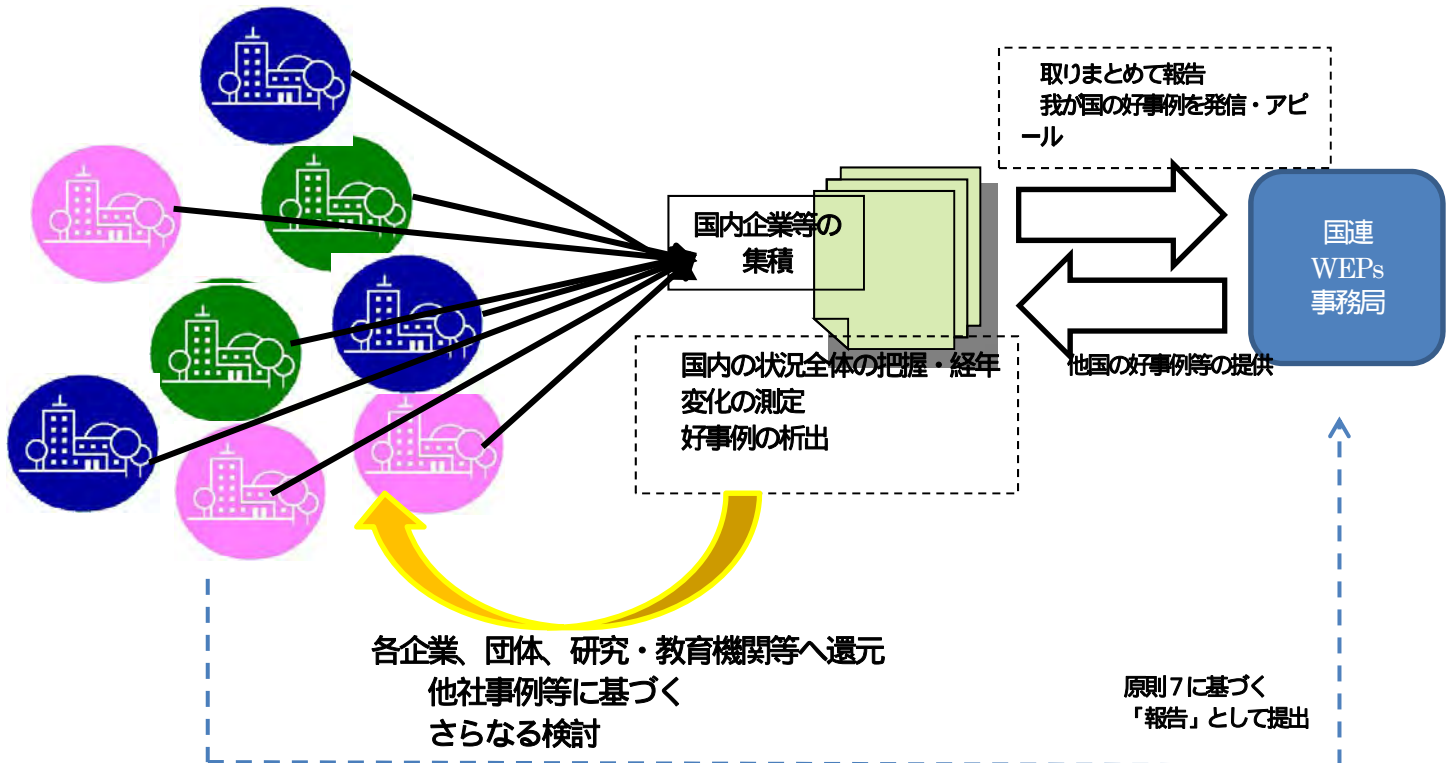 取りまとめて報告
我が国の好事例を発信・アピ
ール
国内企業等の
集積
国連
WEPs
事務局
他国の好事例等の提供
国内の状況全体の把握・経年
変化の測定
好事例の析出
各企業、団体、研究・教育機関等へ還元
他社事例等に基づく
さらなる検討
原則7に基づく
「報告」として提出